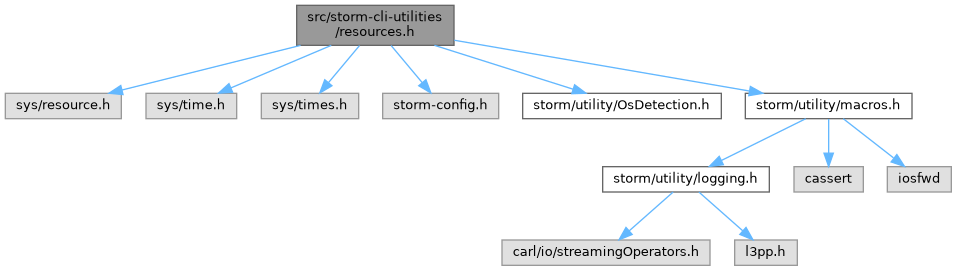 src/storm-cli-utilities
/resources.h
sys/resource.h
sys/time.h
sys/times.h
storm-config.h
storm/utility/OsDetection.h
storm/utility/macros.h
storm/utility/logging.h
cassert
iosfwd
carl/io/streamingOperators.h
l3pp.h